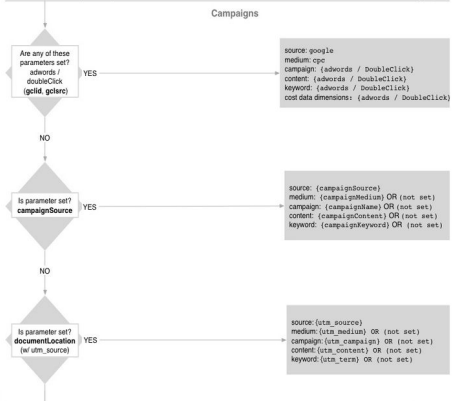 Campaigns
Are any of these
parameters set?
adwords /
doubleClick
(gclid, gclsrc)
YES
source: google
medium: cpc
campaign: {adwords / DoubleClick}
content: {adwords / DoubleClick}
keyword: {adwords / DoubleClick}
cost data dimensions: {adwords / DoubleClick}
NO
Is parameter set?
campaignSource
YES
source: {campaignSource}
medium: {campaignMedium} OR (not set)
campaign: {campaignName} OR (not set)
content: {campaignContent} OR (not set)
keyword: {campaignKeyword} OR (not set)
NO
Is parameter set?
documentLocation
(w/ utm_source)
YES
source: {utm_source}
medium: {utm_medium} OR (not set)
campaign: {utm_campaign} OR (not set)
content: {utm_content} OR (not set)
keyword: {utm_term} OR (not set)